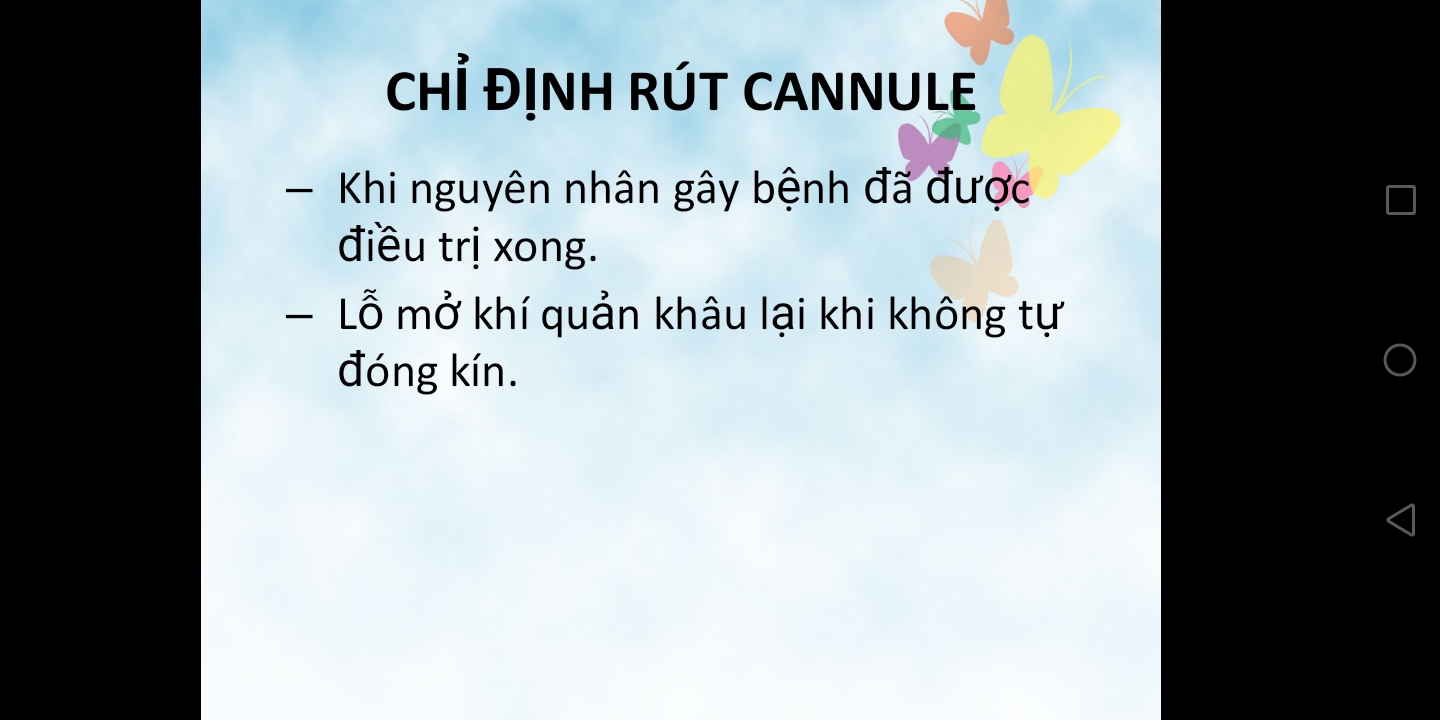 CHỈ ĐỊNH RÚT CANNULE
– Khi nguyên nhân gây bệnh đã được
điều trị xong.
– Lỗ mở khí quản khâu lại khi không tự
đóng kín.